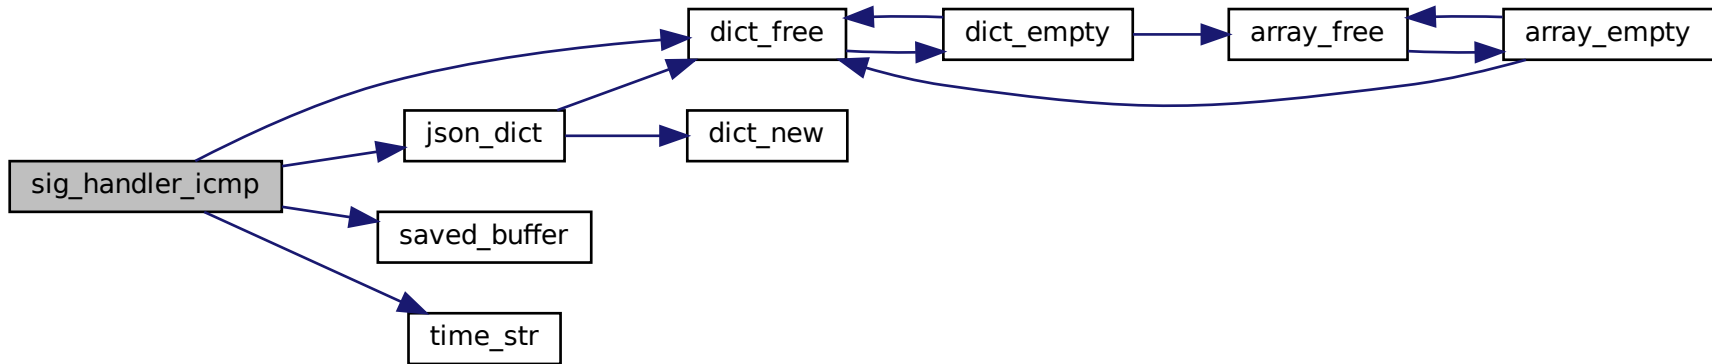 dict_free
dict_empty
array_free
array_empty
json_dict
dict_new
sig_handler_icmp
saved_buffer
time_str